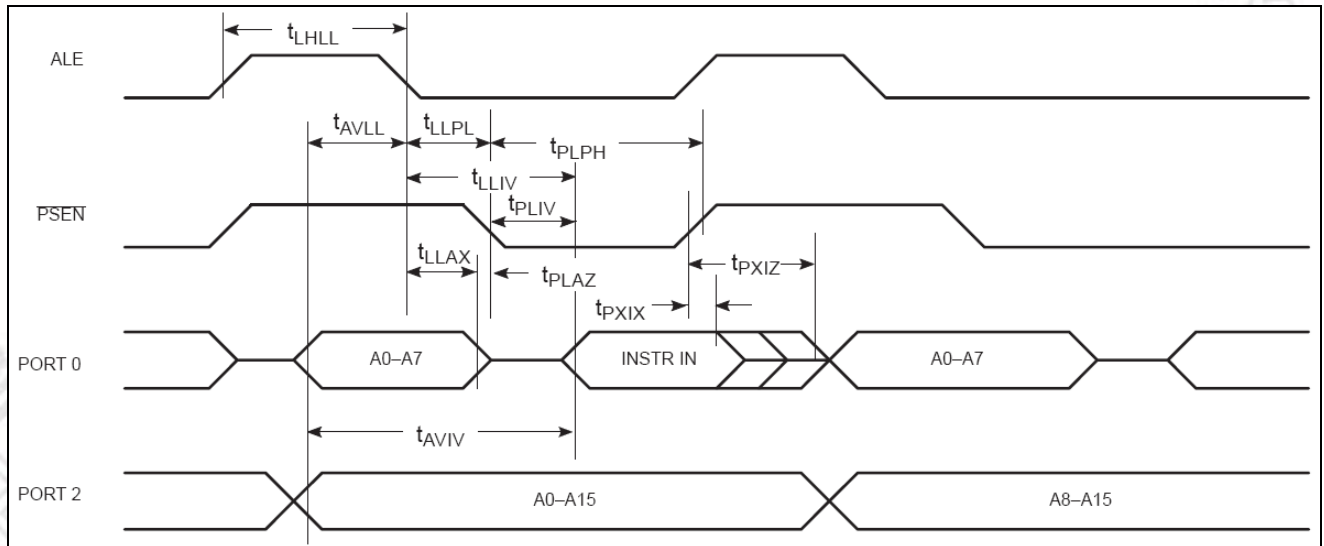 tLHLL
ALE
tAVLL tLLPL tPLPH
tLLIV
PSEN tPLIV
tLLAX tPLAZ tPXIZ
tPXIX
PORT 0 A0–A7 INSTR IN A0–A7
tAVIV
PORT 2 A0–A15 A8–A15